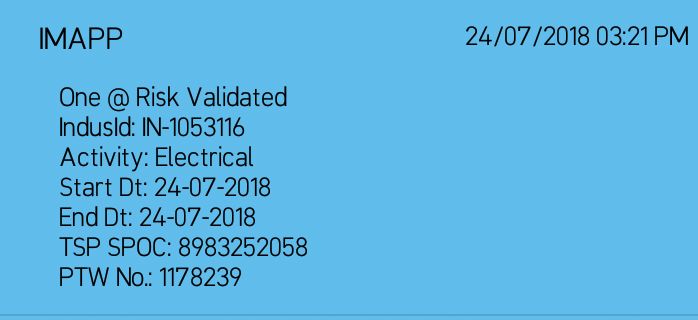 IMAPP
24/07/2018 03:21 PM
One @ Risk Validated
IndusId: IN-1053116
Activity: Electrical
Start Dt: 24-07-2018
End Dt: 24-07-2018
TSP SPOC: 8983252058
PTW No.: 1178239